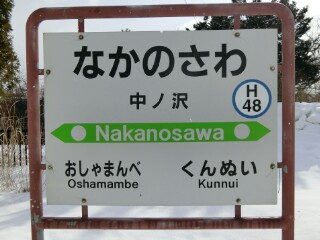 なかのさわ
中ノ沢
H
48
Nakanosawa
おしゃまんべ くんぬい
Oshamambe Kunnui